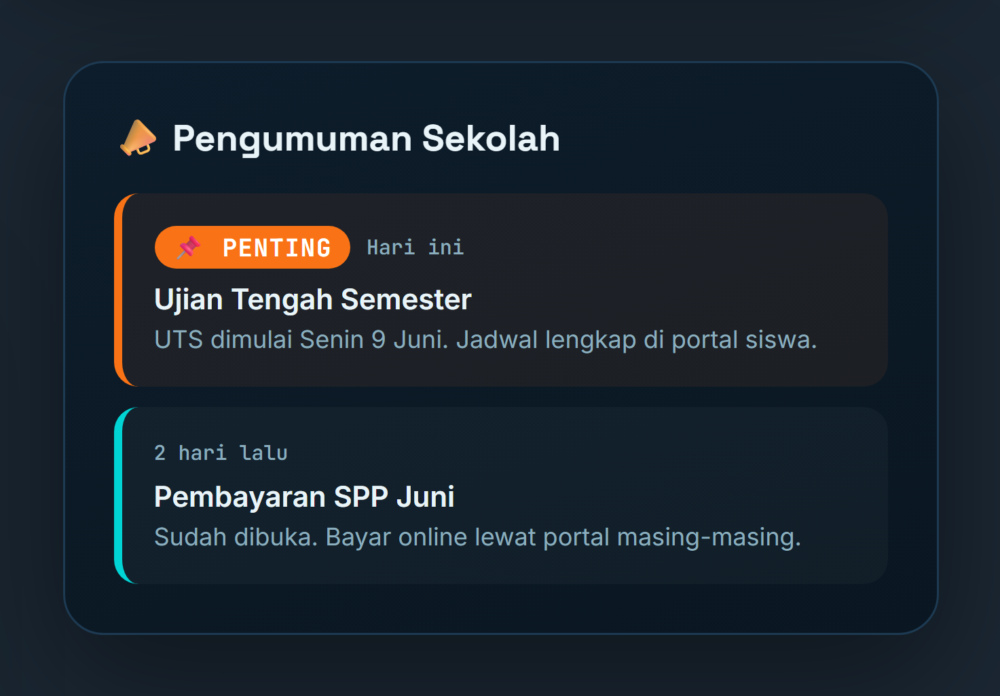 Pengumuman Sekolah
PENTING Hari ini
Ujian Tengah Semester
UTS dimulai Senin 9 Juni. Jadwal lengkap di portal siswa.
2 hari lalu
Pembayaran SPP Juni
Sudah dibuka. Bayar online lewat portal masing-masing.